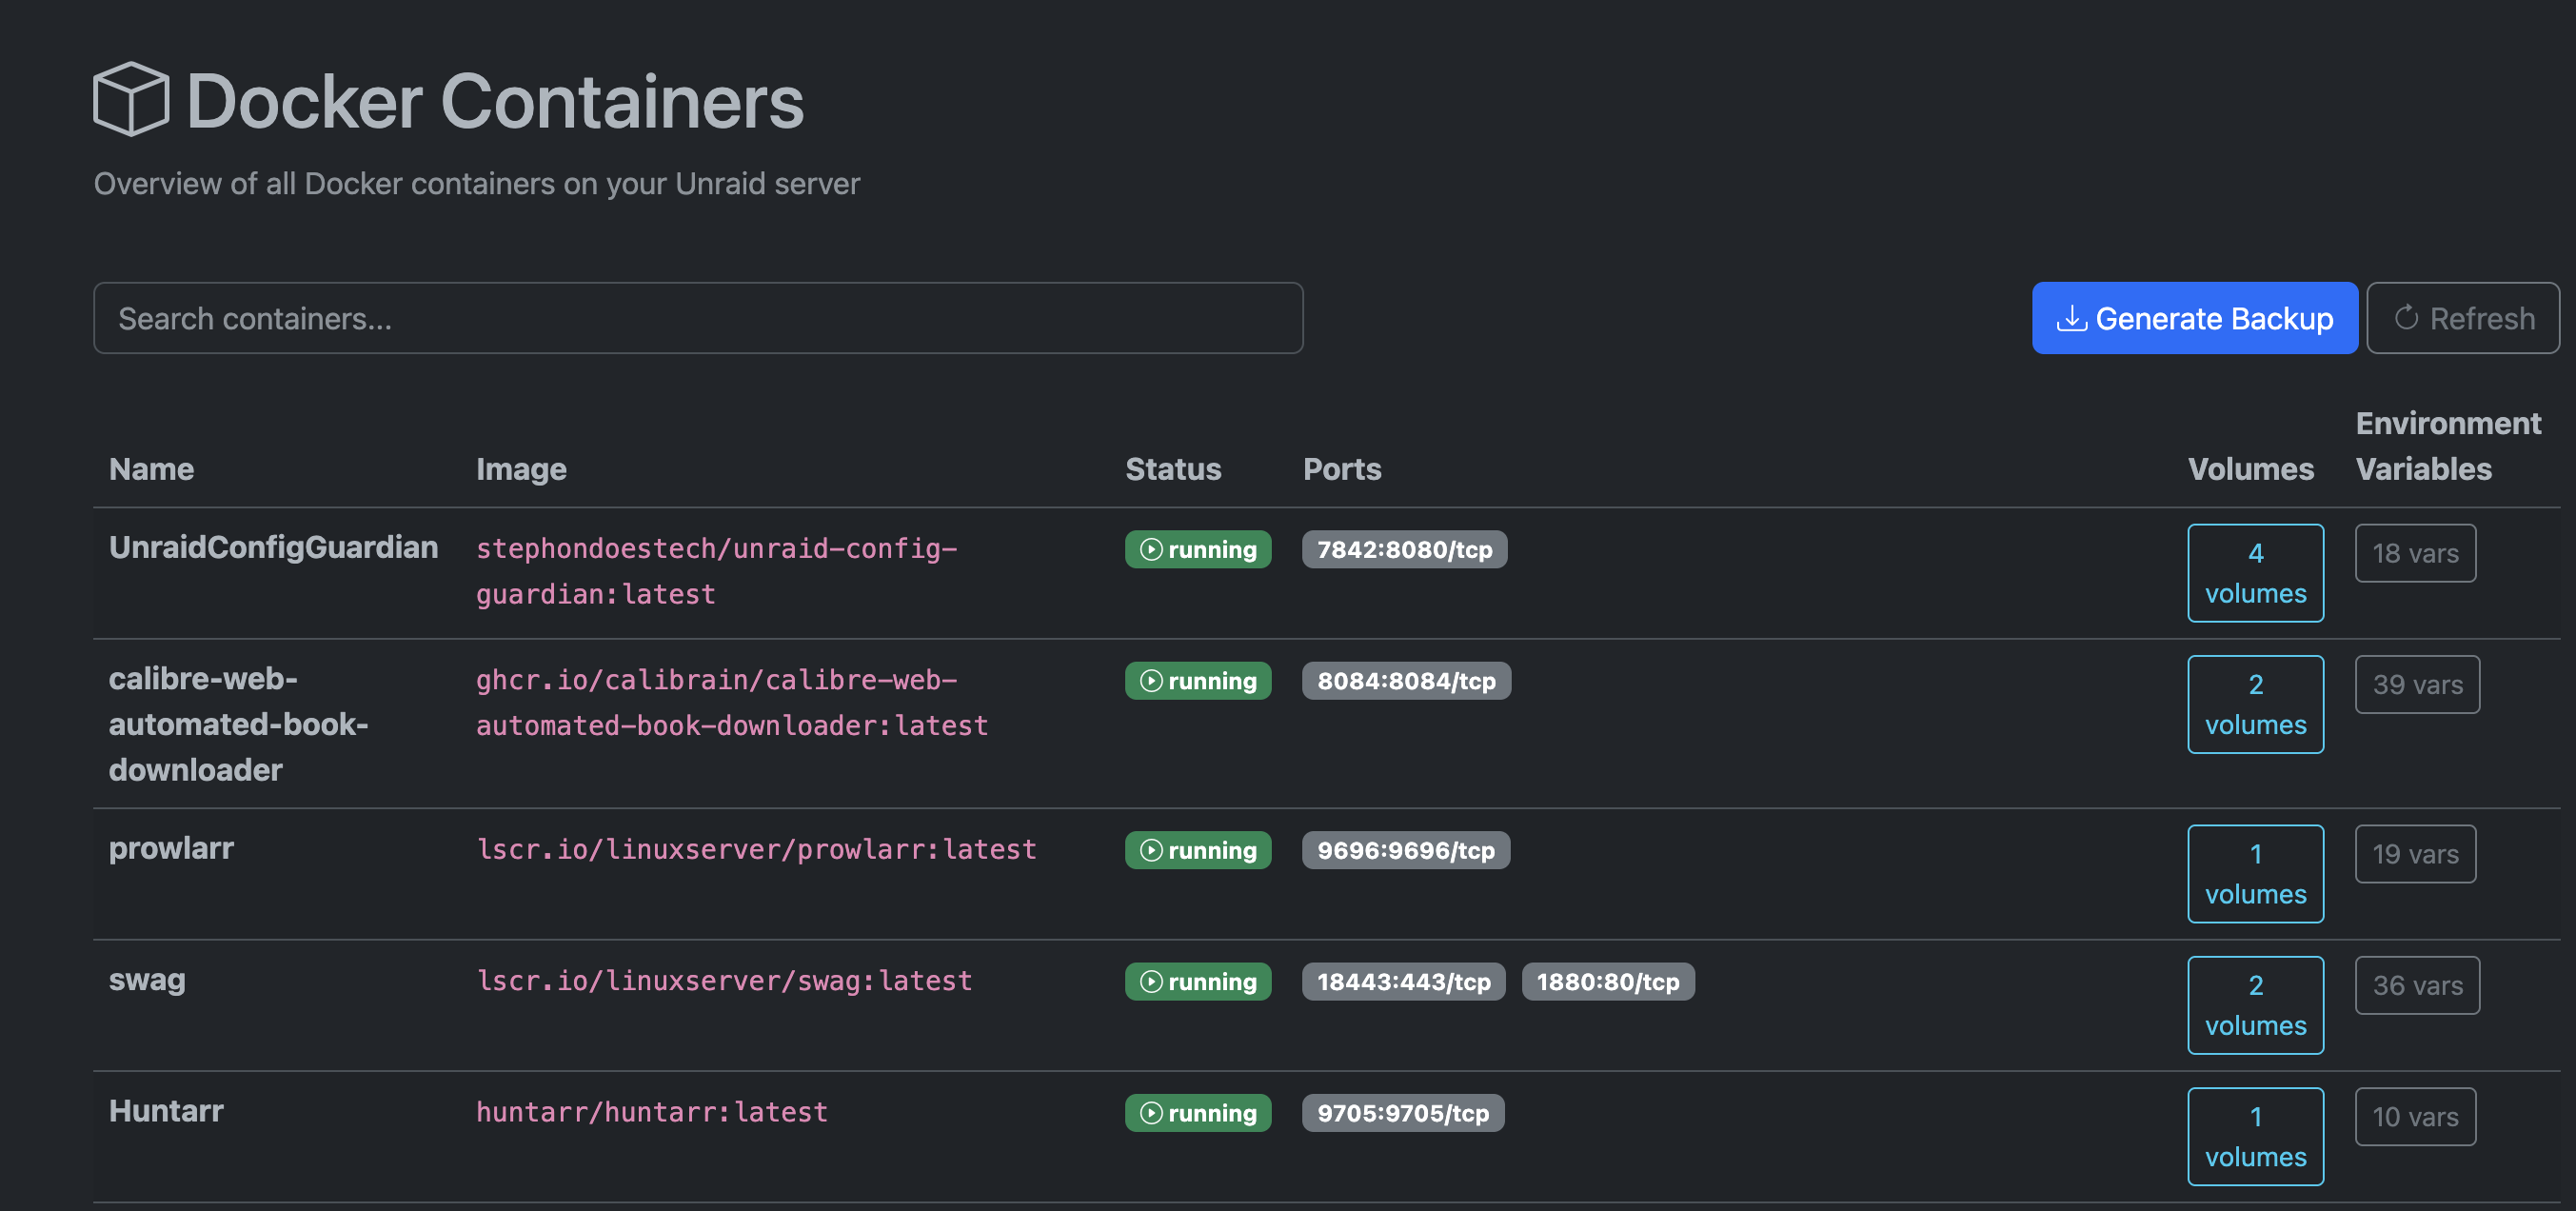 Docker Containers
Overview of all Docker containers on your Unraid server
Search containers...
Generate Backup
Refresh
Name Image Status Ports Volumes Environment Variables
UnraidConfigGuardian
stephondoestech/unraid-config-
guardian:latest
running
7842:8080/tcp
4
volumes
18 vars
calibre-web-
automated-book-
downloader
ghcr.io/calibrain/calibre-web-
automated-book-downloader:latest
running
8084:8084/tcp
2
volumes
39 vars
prowlarr
lscr.io/linuxserver/prowlarr:latest
running
9696:9696/tcp
1
volumes
19 vars
swag
lscr.io/linuxserver/swag:latest
running
18443:443/tcp 1880:80/tcp
2
volumes
36 vars
Huntarr
huntarr/huntarr:latest
running
9705:9705/tcp
1
volumes
10 vars